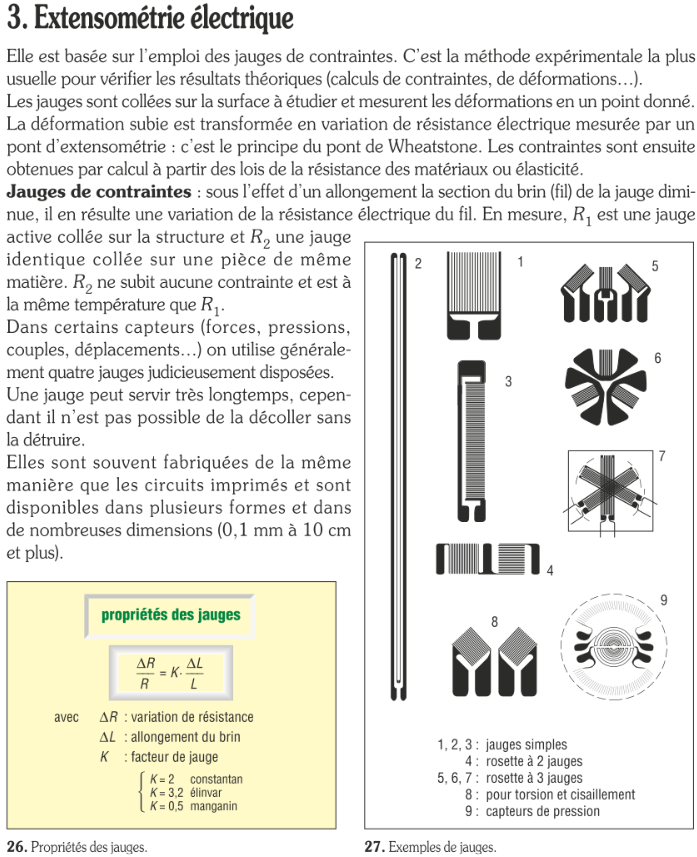 3. Extensométrie électrique
Elle est basée sur l'emploi des jauges de contraintes. C'est la méthode expérimentale la plus
usuelle pour vérifier les résultats théoriques (calculs de contraintes, de déformations…).
Les jauges sont collées sur la surface à étudier et mesurent les déformations en un point donné.
La déformation subie est transformée en variation de résistance électrique mesurée par un
pont d'extensométrie : c'est le principe du pont de Wheatstone. Les contraintes sont ensuite
obtenues par calcul à partir des lois de la résistance des matériaux ou élasticité.
Jauges de contraintes : sous l'effet d'un allongement la section du brin (fil) de la jauge dimi-
nue, il en résulte une variation de la résistance électrique du fil. En mesure, R₁ est une jauge
active collée sur la structure et R₂ une jauge
identique collée sur une pièce de même
matière. R₂ ne subit aucune contrainte et est à
la même température que R₁.
Dans certains capteurs (forces, pressions,
couples, déplacements…) on utilise générale-
ment quatre jauges judicieusement disposées.
Une jauge peut servir très longtemps, cepen-
dant il n'est pas possible de la décoller sans
la détruire.
Elles sont souvent fabriquées de la même
manière que les circuits imprimés et sont
disponibles dans plusieurs formes et dans
de nombreuses dimensions (0,1 mm à 10 cm
et plus).
propriétés des jauges
ΔR/R = K· ΔL/L
avec ΔR : variation de résistance
ΔL : allongement du brin
K : facteur de jauge
K = 2 constantan
K = 3,2 élinvar
K = 0,5 manganin
26. Propriétés des jauges.
2
1
5
3
6
7
4
8
9
1, 2, 3 : jauges simples
4 : rosette à 2 jauges
5, 6, 7 : rosette à 3 jauges
8 : pour torsion et cisaillement
9 : capteurs de pression
27. Exemples de jauges.